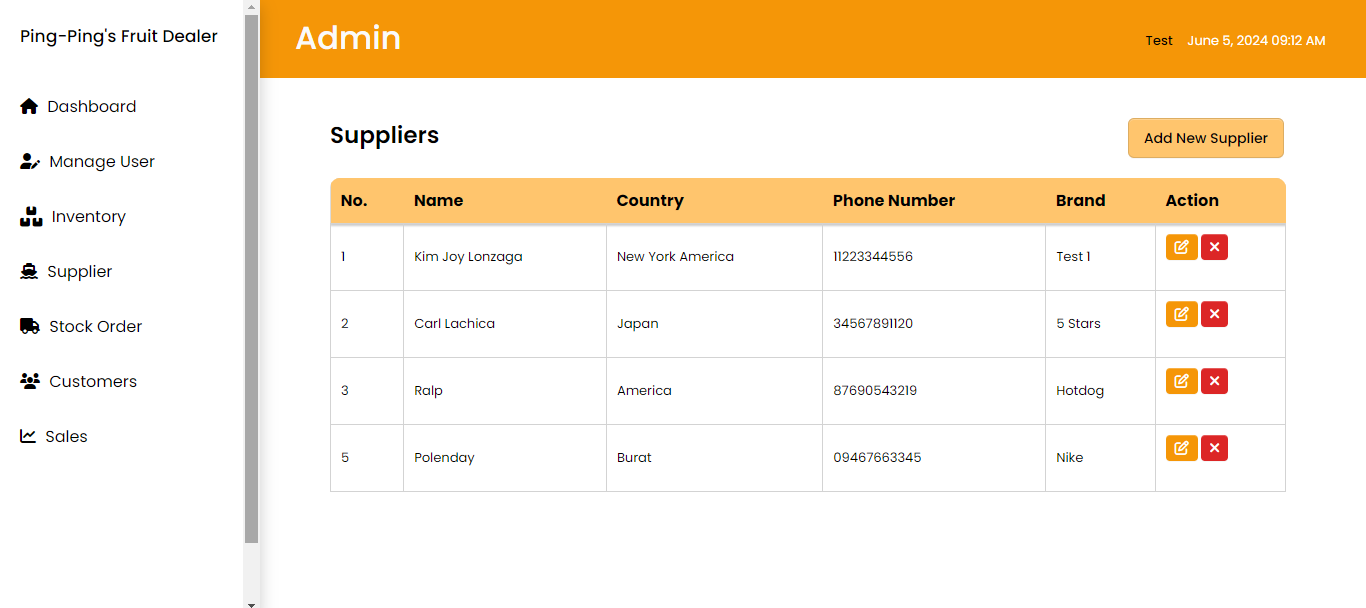 Ping-Ping's Fruit Dealer
Admin
Test June 5, 2024 09:12 AM
Dashboard
Manage User
Inventory
Supplier
Stock Order
Customers
Sales
Suppliers
Add New Supplier
No. Name Country Phone Number Brand Action
1 Kim Joy Lonzaga New York America 11223344556 Test 1
2 Carl Lachica Japan 34567891120 5 Stars
3 Ralp America 87690543219 Hotdog
5 Polenday Burat 09467663345 Nike